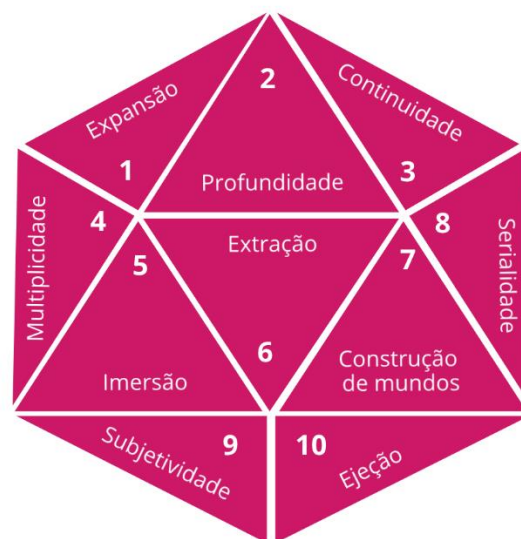 1
Expansão
2
Profundidade
3
Continuidade
4
Multiplicidade
5
Imersão
6
Extração
7
Construção
de mundos
8
Serialidade
9
Subjetividade
10
Ejeção